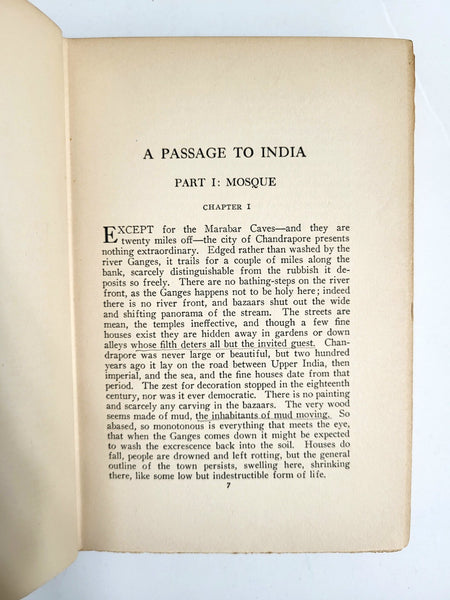 A PASSAGE TO INDIA
PART I: MOSQUE
CHAPTER I
EXCEPT for the Marabar Caves—and they are
twenty miles off—the city of Chandrapore presents
nothing extraordinary. Edged rather than washed by the
river Ganges, it trails for a couple of miles along the
bank, scarcely distinguishable from the rubbish it de-
posits so freely. There are no bathing-steps on the river
front, as the Ganges happens not to be holy here; indeed
there is no river front, and bazaars shut out the wide
and shifting panorama of the stream. The streets are
mean, the temples ineffective, and though a few fine
houses exist they are hidden away in gardens or down
alleys whose filth deters all but the invited guest. Chan-
drapore was never large or beautiful, but two hundred
years ago it lay on the road between Upper India, then
imperial, and the sea, and the fine houses date from that
period. The zest for decoration stopped in the eighteenth
century, nor was it ever democratic. There is no painting
and scarcely any carving in the bazaars. The very wood
seems made of mud, the inhabitants of mud moving. So
abased, so monotonous is everything that meets the eye,
that when the Ganges comes down it might be expected
to wash the excrescence back into the soil. Houses do
fall, people are drowned and left rotting, but the general
outline of the town persists, swelling here, shrinking
there, like some low but indestructible form of life.
7